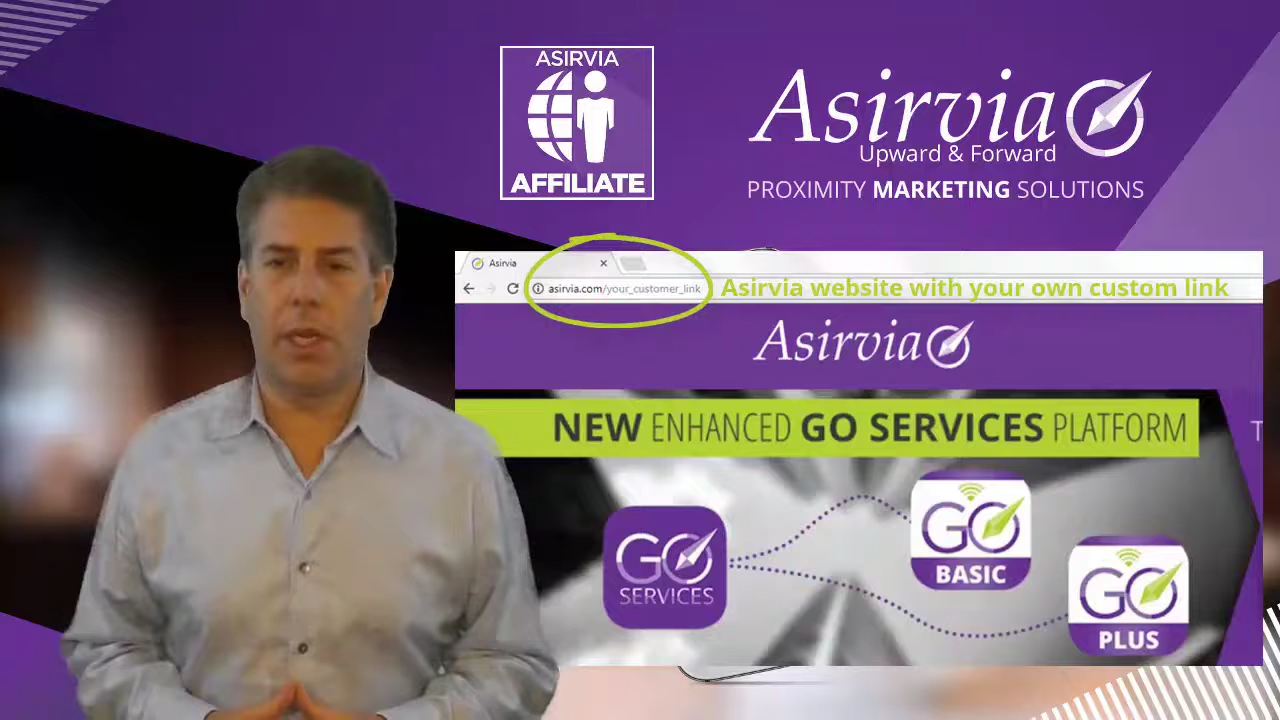 ASIRVIA
AFFILIATE
Asirvia
Upward & Forward
PROXIMITY MARKETING SOLUTIONS
Asirvia
asirvia.com/your_customer_link
Asirvia website with your own custom link
Asirvia
NEW ENHANCED GO SERVICES PLATFORM
T
GO
SERVICES
GO
BASIC
GO
PLUS